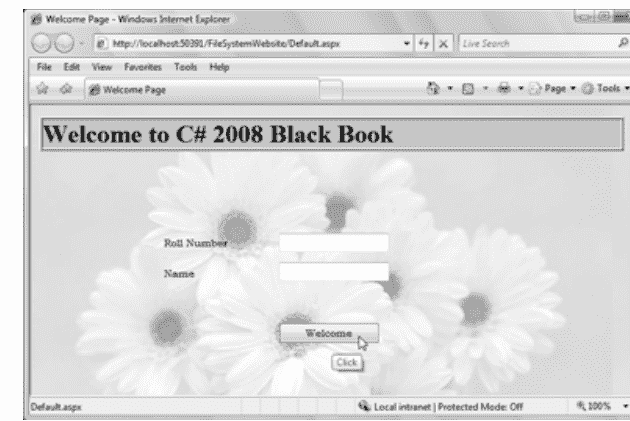 Welcome Page - Windows Internet Explorer
http://localhost:50391/FileSystemWebsite/Default.aspx
Live Search
File Edit View Favorites Tools Help
Welcome Page
Page Tools
Welcome to C# 2008 Black Book
Roll Number
Name
Welcome
Click
Default.aspx
Local intranet | Protected Mode: Off
100%